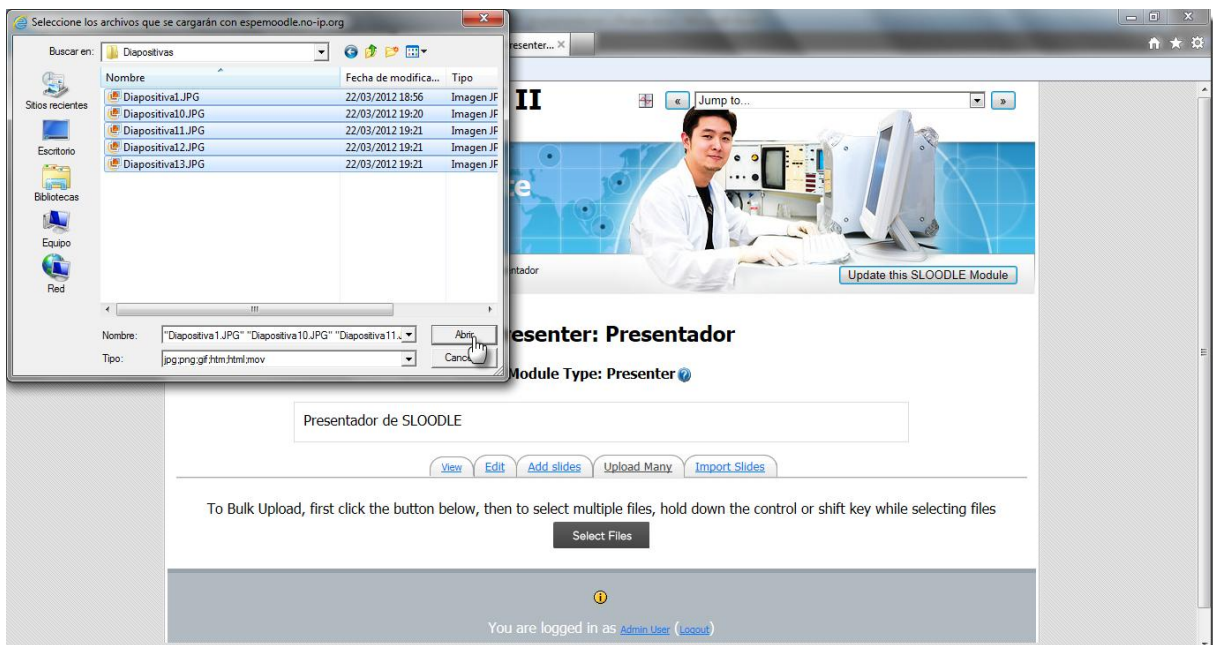 Seleccione los archivos que se cargarán con espemoodle.no-ip.org
Buscar en: Diapositivas
Nombre Fecha de modifica... Tipo
Diapositiva1.JPG 22/03/2012 18:56 Imagen JP
Diapositiva10.JPG 22/03/2012 19:20 Imagen JP
Diapositiva11.JPG 22/03/2012 19:21 Imagen JP
Diapositiva12.JPG 22/03/2012 19:21 Imagen JP
Diapositiva13.JPG 22/03/2012 19:21 Imagen JP
Sitios recientes
Escritorio
Bibliotecas
Equipo
Red
Nombre: "Diapositiva1.JPG" "Diapositiva10.JPG" "Diapositiva11. Abrir
Tipo: jpg;png;gif;htm;html;mov
resenter...
II
« Jump to... »
ntador
Update this SLOODLE Module
resenter: Presentador
Module Type: Presenter
Presentador de SLOODLE
View Edit Add slides Upload Many Import Slides
To Bulk Upload, first click the button below, then to select multiple files, hold down the control or shift key while selecting files
Select Files
You are logged in as Admin User (Logout)